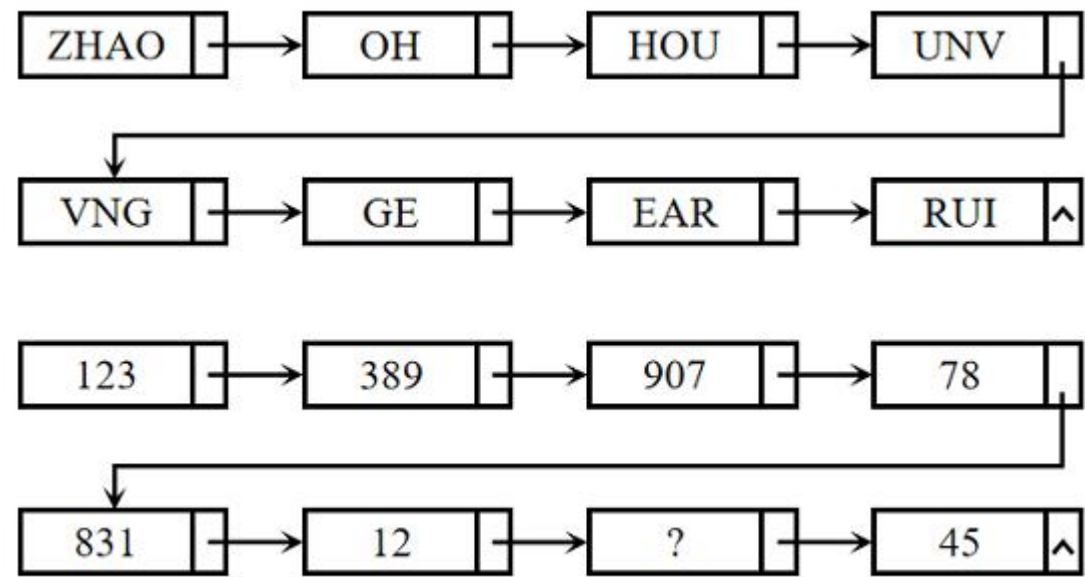 ZHAO OH HOU UNV
VNG GE EAR RUI ^
123 389 907 78
831 12 ? 45 ^